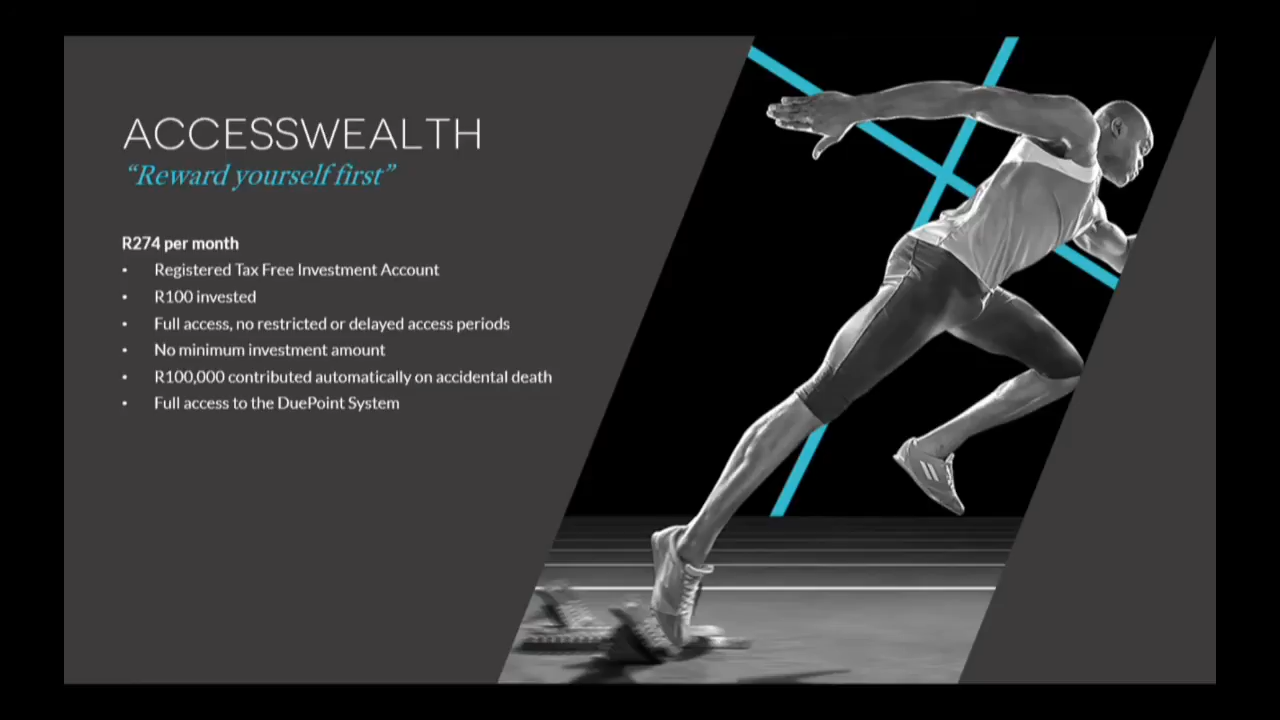 ACCESSWEALTH
“Reward yourself first”
R274 per month
• Registered Tax Free Investment Account
• R100 invested
• Full access, no restricted or delayed access periods
• No minimum investment amount
• R100,000 contributed automatically on accidental death
• Full access to the DuePoint System